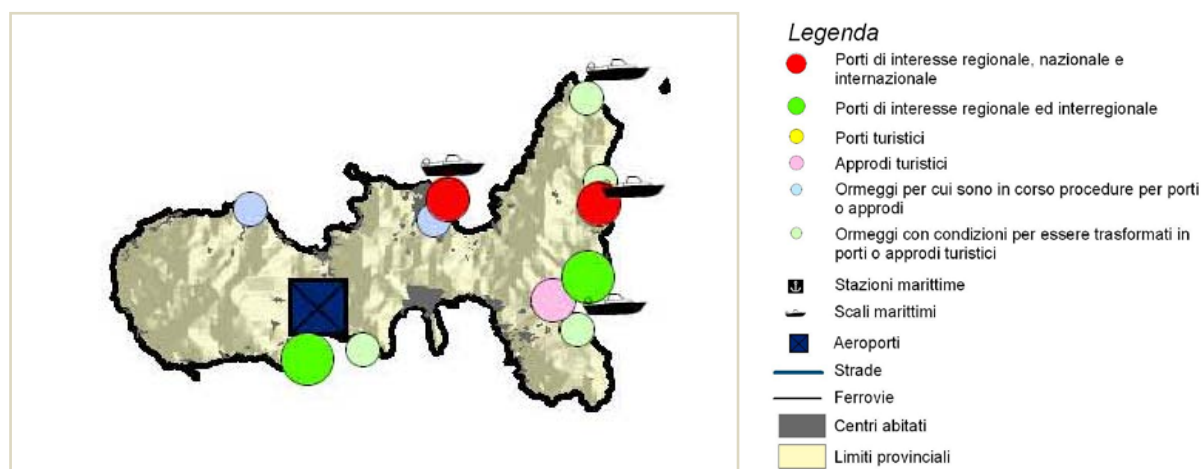 Legenda
Porti di interesse regionale, nazionale e
internazionale
Porti di interesse regionale ed interregionale
Porti turistici
Approdi turistici
Ormeggi per cui sono in corso procedure per porti
o approdi
Ormeggi con condizioni per essere trasformati in
porti o approdi turistici
Stazioni marittime
Scali marittimi
Aeroporti
Strade
Ferrovie
Centri abitati
Limiti provinciali